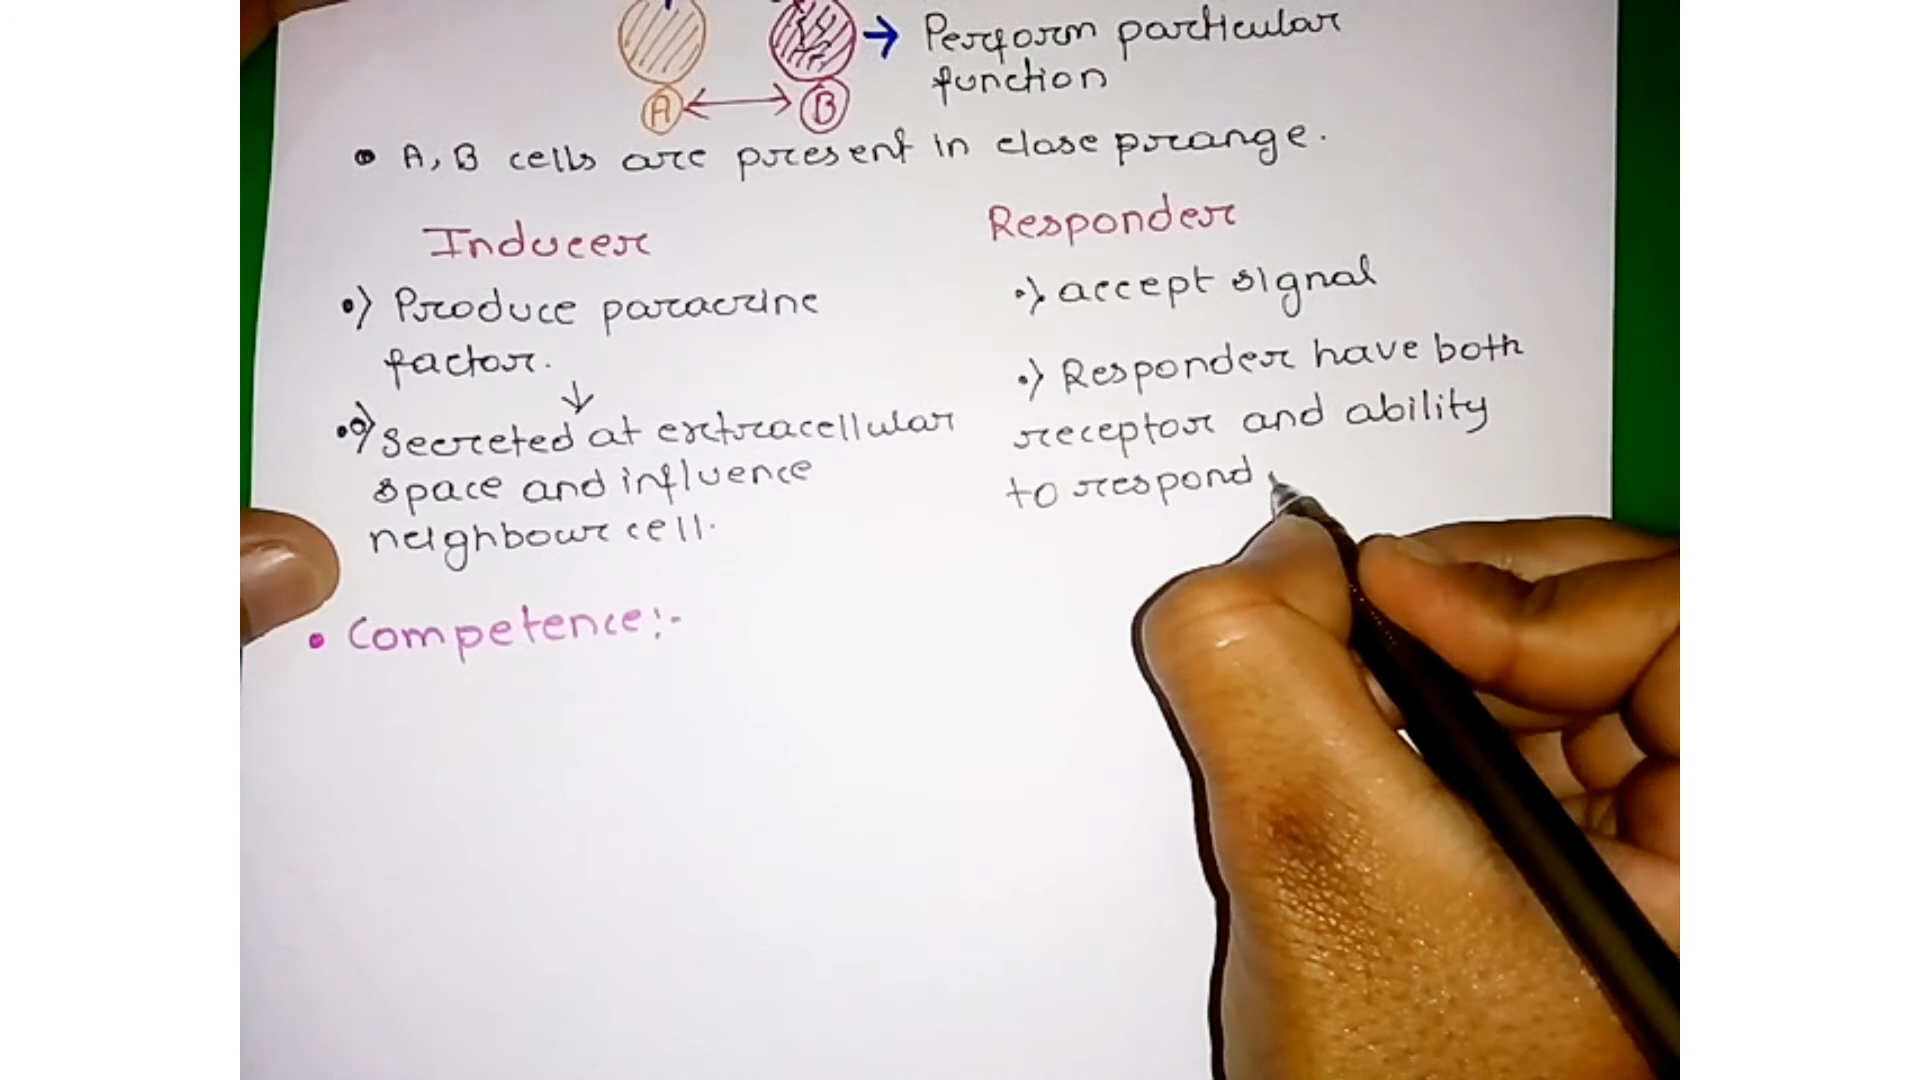 Perform particular
function
A B
• A, B cells are present in close prange.
Inducer
Responder
•) Produce paracrine
factor.
•) Secreted at extracellular
space and influence
neighbour cell.
•) accept signal
•) Responder have both
receptor and ability
to respond
• Competence:-